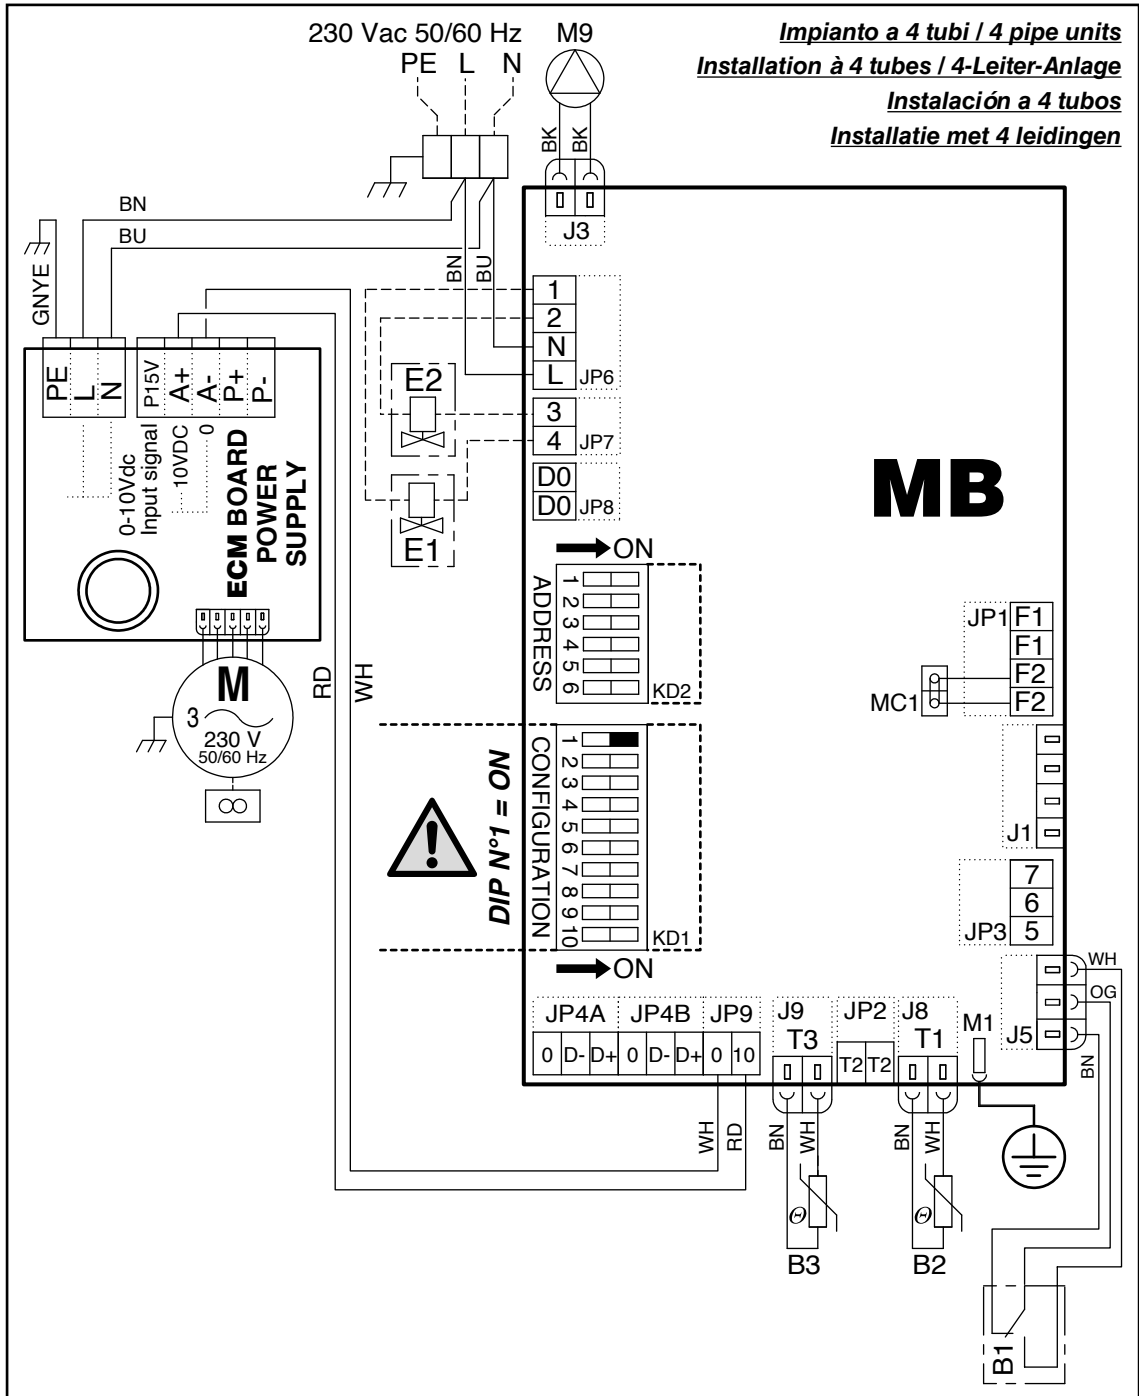 230 Vac 50/60 Hz
PE L N
M9
Impianto a 4 tubi / 4 pipe units
Installation à 4 tubes / 4-Leiter-Anlage
Instalación a 4 tubos
Installatie met 4 leidingen
BK BK
J3
BN
BU
GNYE
BN BU
1
2
N
L JP6
3
4 JP7
D0
D0 JP8
E2
E1
MB
PE L N P15V A+ A- P+ P-
0-10Vdc
Input signal
10VDC 0
ECM BOARD
POWER
SUPPLY
M
3
230 V
50/60 Hz
RD WH
ON
ADDRESS
1 2 3 4 5 6
KD2
DIP N°1 = ON
CONFIGURATION
1 2 3 4 5 6 7 8 9 10
KD1
ON
JP1 F1
F1
F2
F2
MC1
J1
7
6
JP3 5
J5
WH
OG
BN
JP4A JP4B JP9
0 D- D+ 0 D- D+ 0 10
J9
T3
JP2
T2 T2
J8
T1
M1
WH RD
BN WH
BN WH
Θ
Θ
B3
B2
B1